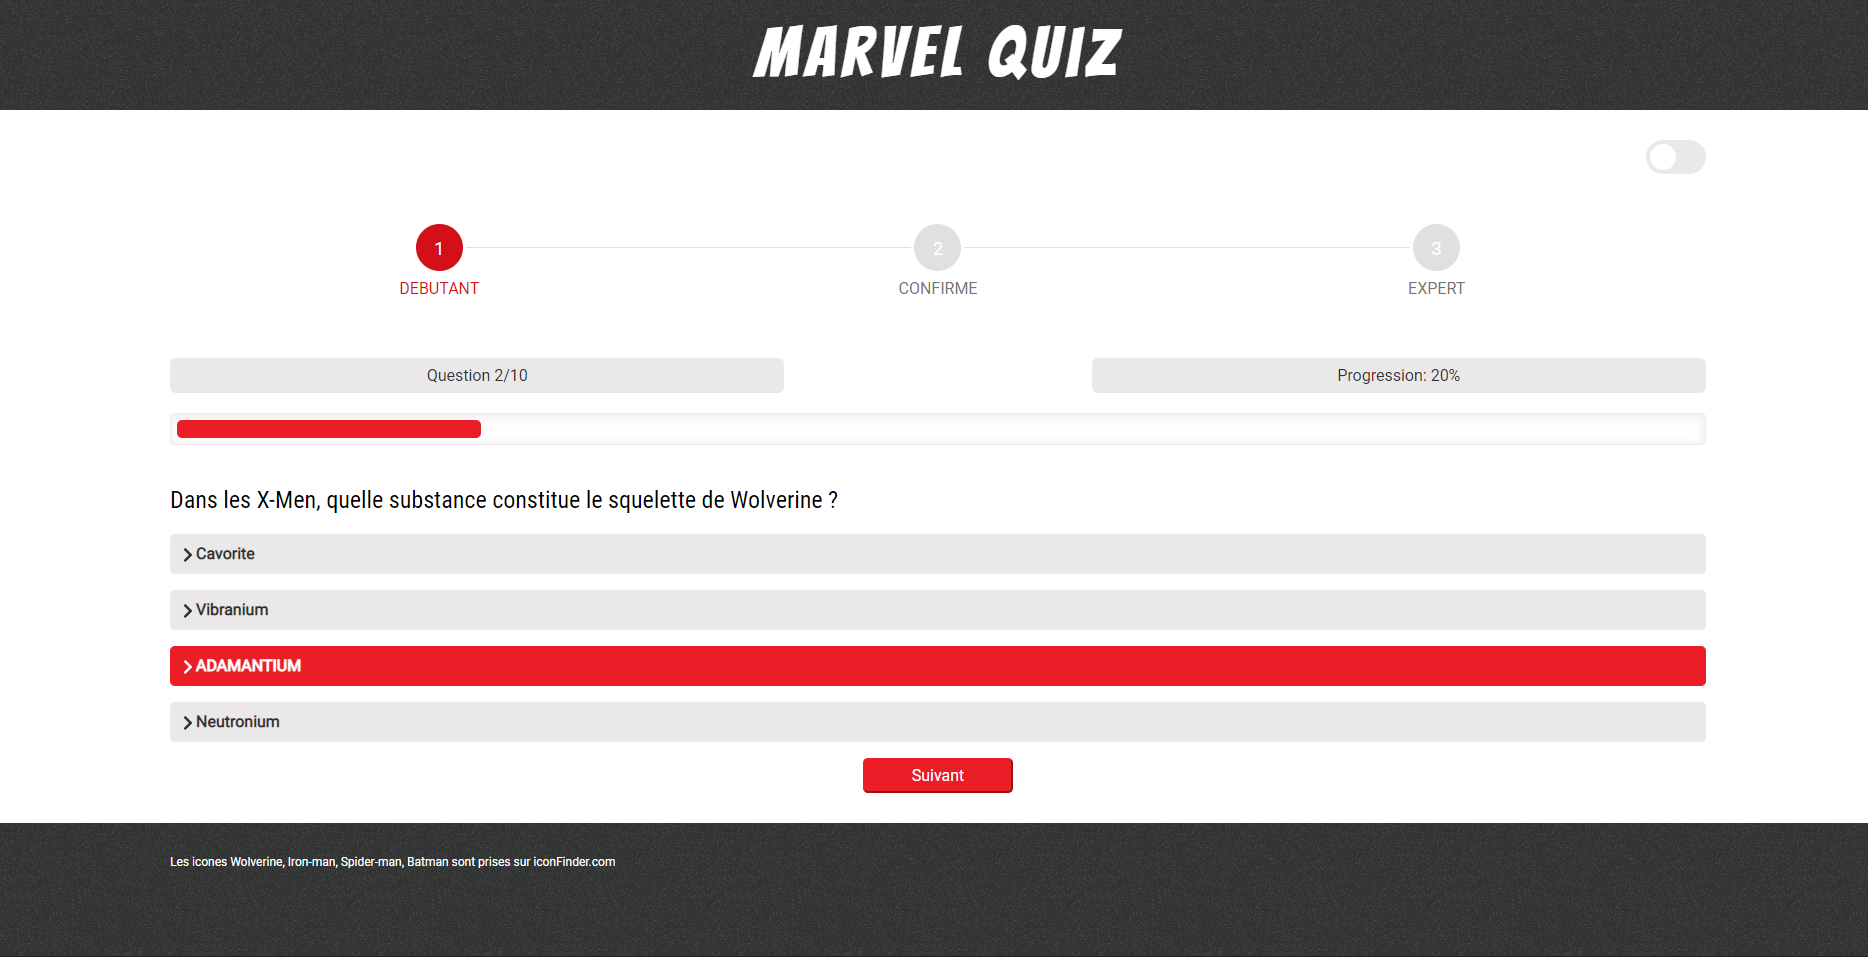 MARVEL QUIZ
1
2
3
DEBUTANT
CONFIRME
EXPERT
Question 2/10
Progression: 20%
Dans les X-Men, quelle substance constitue le squelette de Wolverine ?
Cavorite
Vibranium
ADAMANTIUM
Neutronium
Suivant
Les icones Wolverine, Iron-man, Spider-man, Batman sont prises sur iconFinder.com